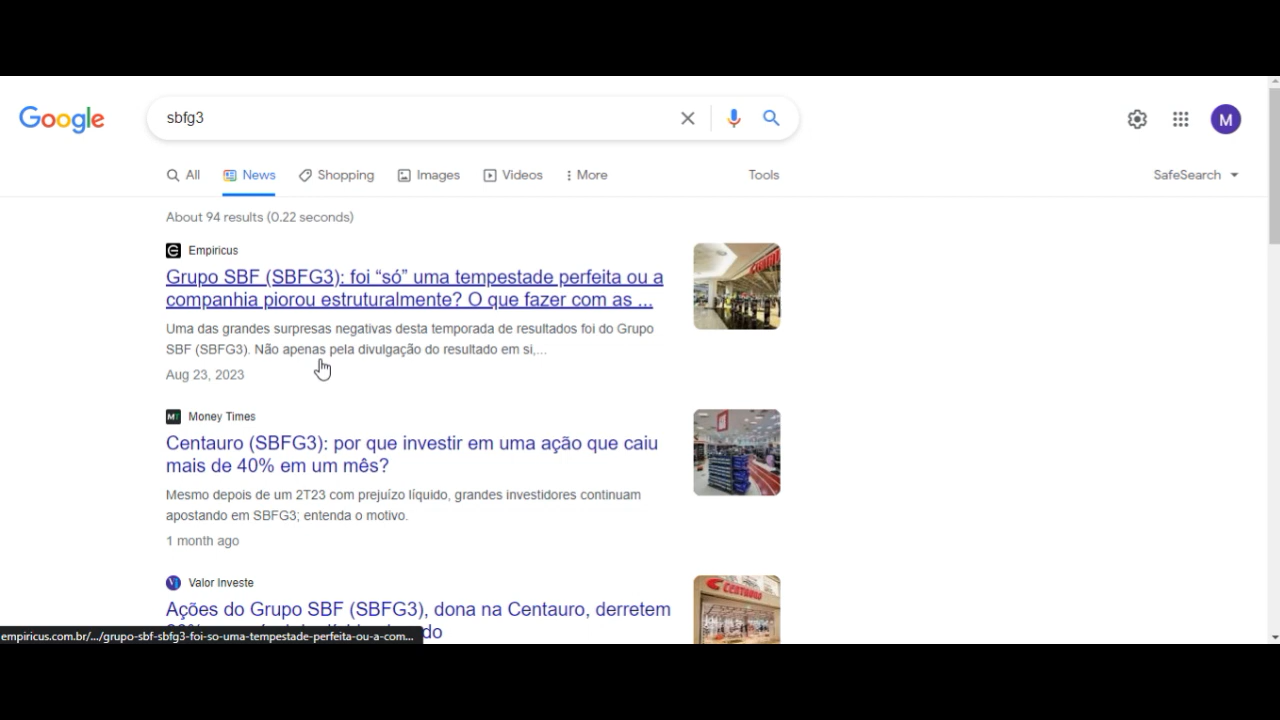 Google
sbfg3
M
All
News
Shopping
Images
Videos
More
Tools
SafeSearch
About 94 results (0.22 seconds)
Empiricus
Grupo SBF (SBFG3): foi “só” uma tempestade perfeita ou a
companhia piorou estruturalmente? O que fazer com as ...
Uma das grandes surpresas negativas desta temporada de resultados foi do Grupo
SBF (SBFG3). Não apenas pela divulgação do resultado em si,...
Aug 23, 2023
Money Times
Centauro (SBFG3): por que investir em uma ação que caiu
mais de 40% em um mês?
Mesmo depois de um 2T23 com prejuízo líquido, grandes investidores continuam
apostando em SBFG3; entenda o motivo.
1 month ago
Valor Investe
Ações do Grupo SBF (SBFG3), dona na Centauro, derretem
CENTAURO
empiricus.com.br/.../grupo-sbf-sbfg3-foi-so-uma-tempestade-perfeita-ou-a-com...